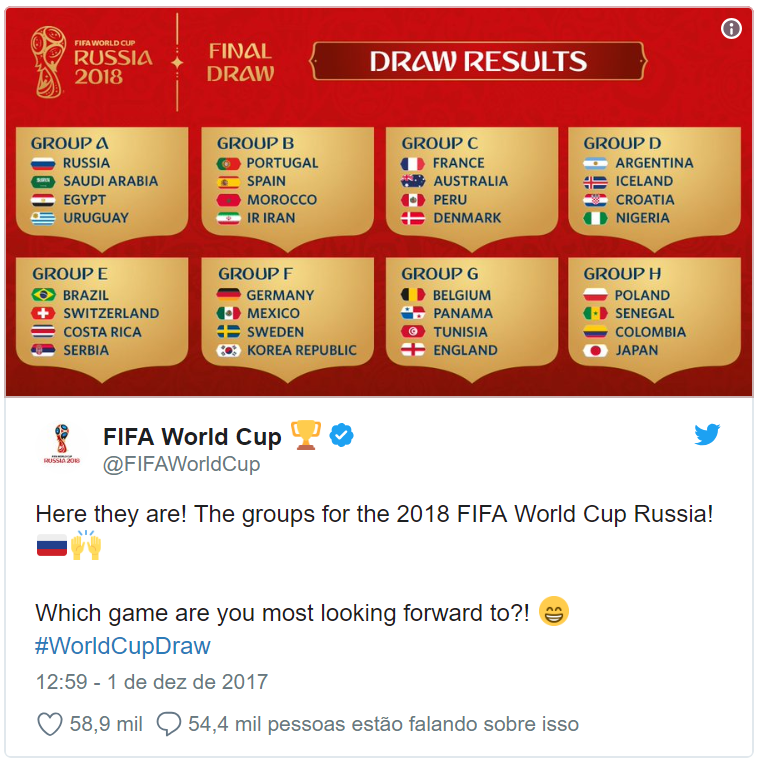 FIFA WORLD CUP
RUSSIA
2018
FINAL
DRAW
DRAW RESULTS
GROUP A
RUSSIA
SAUDI ARABIA
EGYPT
URUGUAY
GROUP B
PORTUGAL
SPAIN
MOROCCO
IR IRAN
GROUP C
FRANCE
AUSTRALIA
PERU
DENMARK
GROUP D
ARGENTINA
ICELAND
CROATIA
NIGERIA
GROUP E
BRAZIL
SWITZERLAND
COSTA RICA
SERBIA
GROUP F
GERMANY
MEXICO
SWEDEN
KOREA REPUBLIC
GROUP G
BELGIUM
PANAMA
TUNISIA
ENGLAND
GROUP H
POLAND
SENEGAL
COLOMBIA
JAPAN
FIFA WORLD CUP
RUSSIA 2018
FIFA World Cup 🏆
@FIFAWorldCup
Here they are! The groups for the 2018 FIFA World Cup Russia!
🇷🇺🙌
Which game are you most looking forward to?! 😄
#WorldCupDraw
12:59 - 1 de dez de 2017
58,9 mil 54,4 mil pessoas estão falando sobre isso